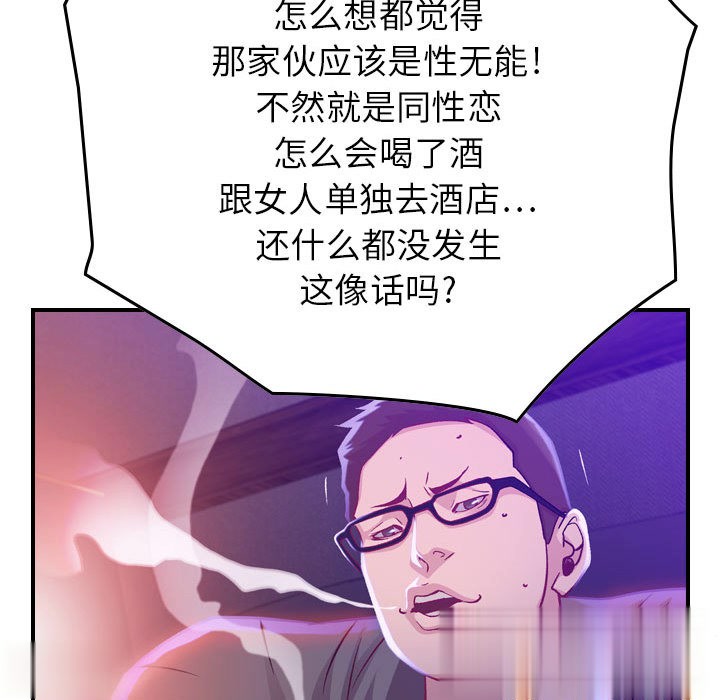 怎么想都觉得
那家伙应该是性无能!
不然就是同性恋
怎么会喝了酒
跟女人单独去酒店...
还什么都没发生
这像话吗?